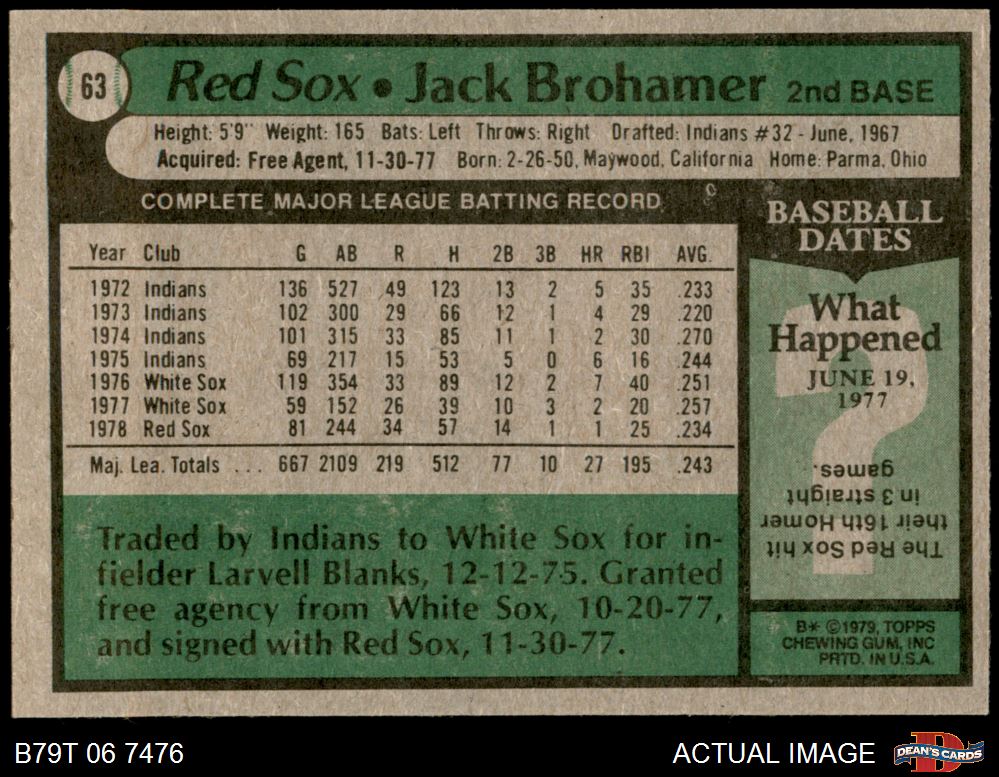 63
Red Sox • Jack Brohamer 2nd BASE
Height: 5'9" Weight: 165 Bats: Left Throws: Right Drafted: Indians #32 - June, 1967
Acquired: Free Agent, 11-30-77 Born: 2-26-50, Maywood, California Home: Parma, Ohio
COMPLETE MAJOR LEAGUE BATTING RECORD
Year Club G AB R H 2B 3B HR RBI AVG.
1972 Indians 136 527 49 123 13 2 5 35 .233
1973 Indians 102 300 29 66 12 1 4 29 .220
1974 Indians 101 315 33 85 11 1 2 30 .270
1975 Indians 69 217 15 53 5 0 6 16 .244
1976 White Sox 119 354 33 89 12 2 7 40 .251
1977 White Sox 59 152 26 39 10 3 2 20 .257
1978 Red Sox 81 244 34 57 14 1 1 25 .234
Maj. Lea. Totals ... 667 2109 219 512 77 10 27 195 .243
Traded by Indians to White Sox for in-
fielder Larvell Blanks, 12-12-75. Granted
free agency from White Sox, 10-20-77,
and signed with Red Sox, 11-30-77.
BASEBALL
DATES
What
Happened
JUNE 19,
1977
?
The Red Sox hit
their 16th Homer
in 3 straight
games.
B* ©1979, TOPPS
CHEWING GUM, INC
PRTD. IN U.S.A.
B79T 06 7476
ACTUAL IMAGE
D
DEAN'S CARDS